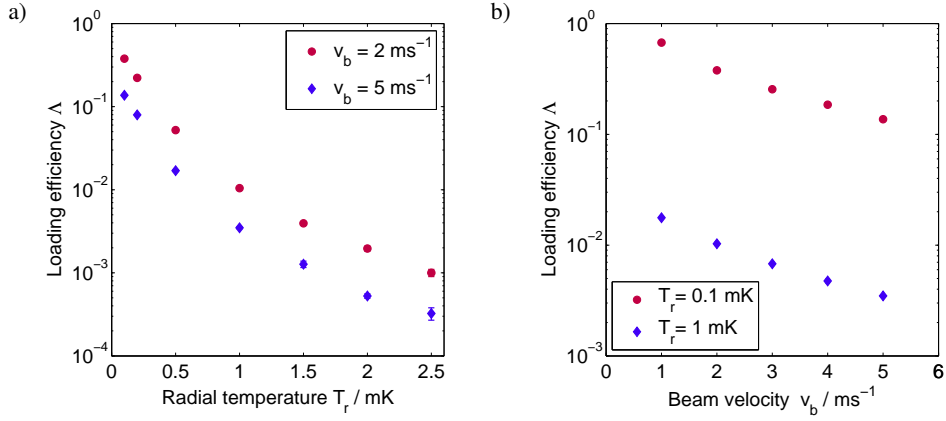 a)
10⁰
10⁻¹
10⁻²
10⁻³
10⁻⁴
Loading efficiency Λ
v_b = 2 ms⁻¹
v_b = 5 ms⁻¹
0 0.5 1.0 1.5 2.0 2.5
Radial temperature T_r / mK
b)
10⁰
10⁻¹
10⁻²
10⁻³
Loading efficiency Λ
T_r= 0.1 mK
T_r= 1 mK
0 1 2 3 4 5 6
Beam velocity v_b / ms⁻¹